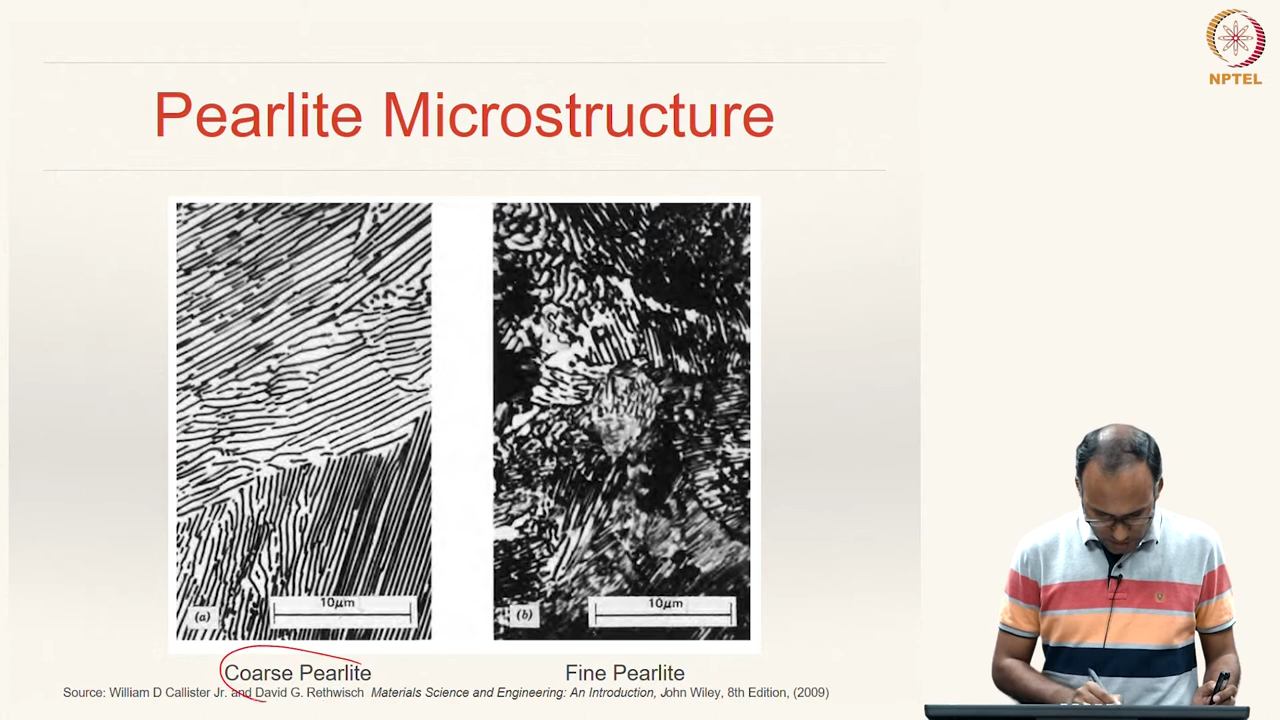 NPTEL
Pearlite Microstructure
10μm
(a)
10μm
(b)
Coarse Pearlite
Fine Pearlite
Source: William D Callister Jr. and David G. Rethwisch Materials Science and Engineering: An Introduction, John Wiley, 8th Edition, (2009)